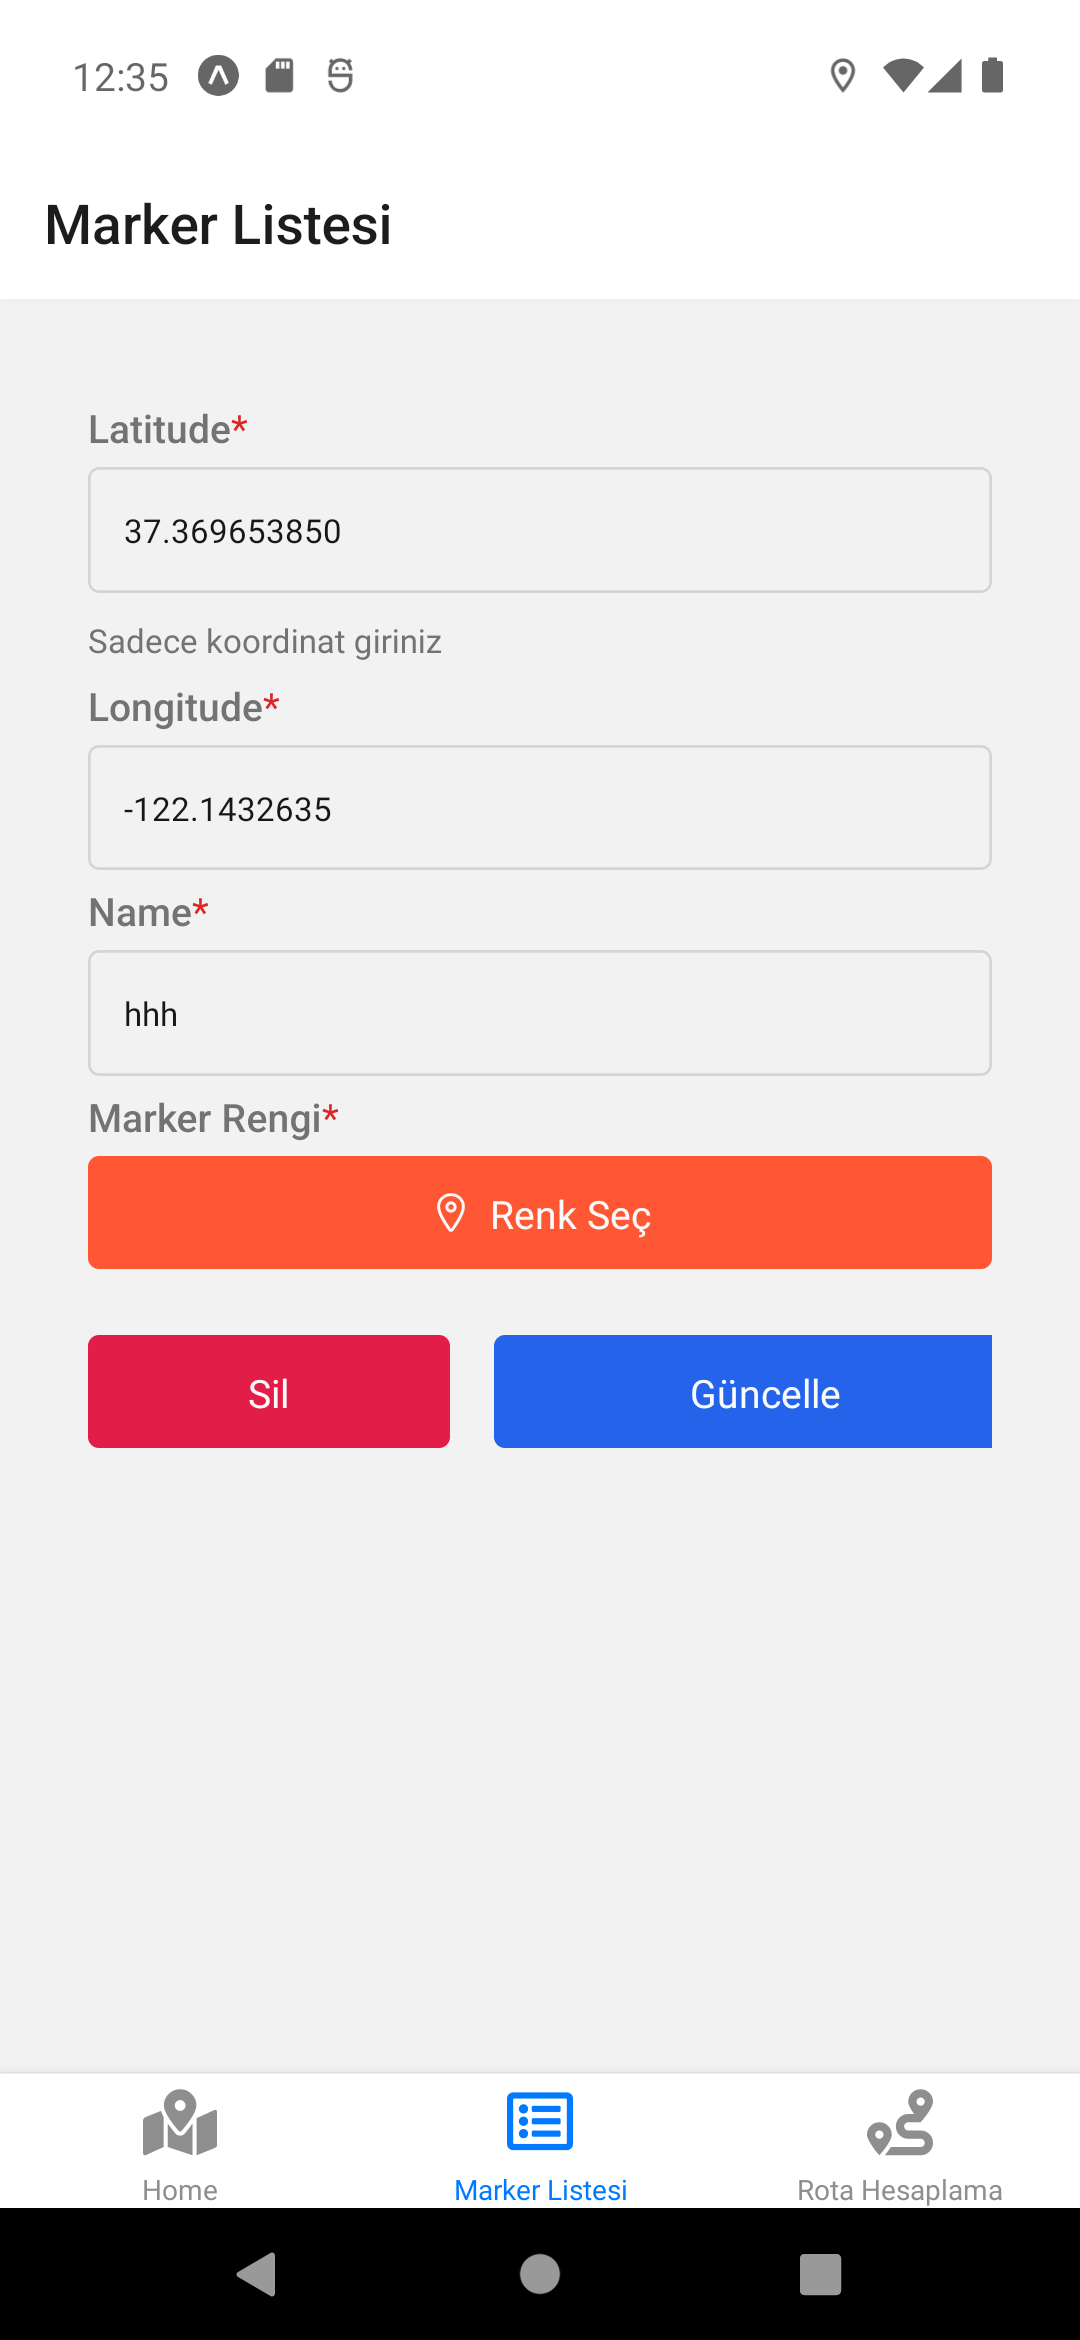 12:35
Marker Listesi
Latitude*
37.369653850
Sadece koordinat giriniz
Longitude*
-122.1432635
Name*
hhh
Marker Rengi*
Renk Seç
Sil
Güncelle
Home
Marker Listesi
Rota Hesaplama